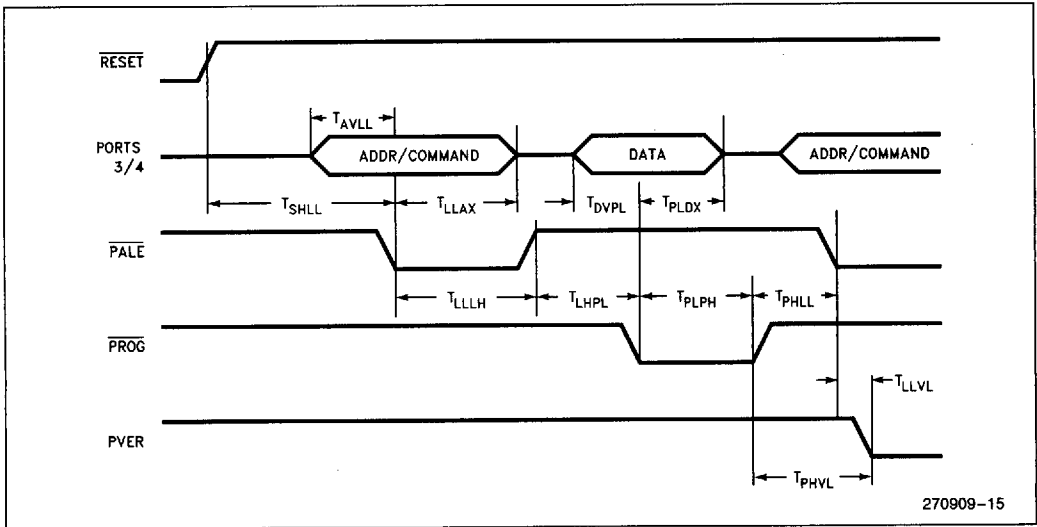 RESET
T_AVLL
PORTS
3/4
ADDR/COMMAND
DATA
ADDR/COMMAND
T_SHLL
T_LLAX
T_DVPL
T_PLDX
PALE
T_LLLH
T_LHPL
T_PLPH
T_PHLL
PROG
T_LLVL
PVER
T_PHVL
270909-15